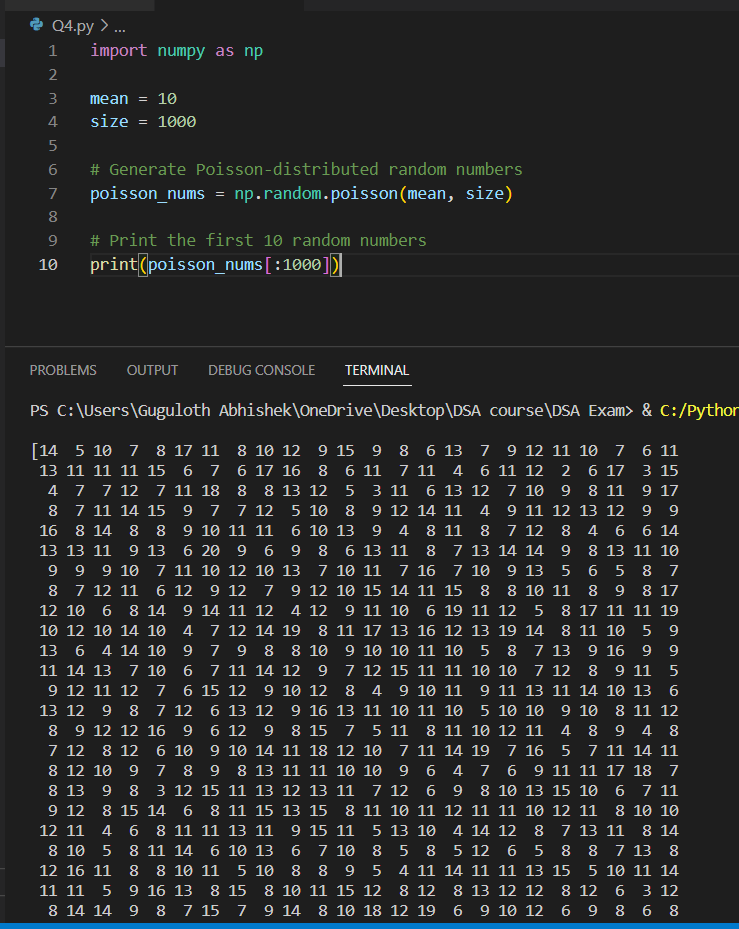 Q4.py > ...
1 import numpy as np
2
3 mean = 10
4 size = 1000
5
6 # Generate Poisson-distributed random numbers
7 poisson_nums = np.random.poisson(mean, size)
8
9 # Print the first 10 random numbers
10 print(poisson_nums[:1000])
PROBLEMS OUTPUT DEBUG CONSOLE TERMINAL
PS C:\Users\Guguloth Abhishek\OneDrive\Desktop\DSA course\DSA Exam> & C:/Python
[14  5 10  7  8 17 11  8 10 12  9 15  9  8  6 13  7  9 12 11 10  7  6 11
 13 11 11 11 15  6  7  6 17 16  8  6 11  7 11  4  6 11 12  2  6 17  3 15
  4  7  7 12  7 11 18  8  8 13 12  5  3 11  6 13 12  7 10  9  8 11  9 17
  8  7 11 14 15  9  7  7 12  5 10  8  9 12 14 11  4  9 11 12 13 12  9  9
 16  8 14  8  8  9 10 11 11  6 10 13  9  4  8 11  8  7 12  8  4  6  6 14
 13 13 11  9 13  6 20  9  6  9  8  6 13 11  8  7 13 14 14  9  8 13 11 10
  9  9  9 10  7 11 10 12 10 13  7 10 11  7 16  7 10  9 13  5  6  5  8  7
  8  7 12 11  6 12  9 12  7  9 12 10 15 14 11 15  8  8 10 11  8  9  8 17
 12 10  6  8 14  9 14 11 12  4 12  9 11 10  6 19 11 12  5  8 17 11 11 19
 10 12 10 14 10  4  7 12 14 19  8 11 17 13 16 12 13 19 14  8 11 10  5  9
 13  6  4 14 10  9  7  9  8  8 10  9 10 10 11 10  5  8  7 13  9 16  9  9
 11 14 13  7 10  6  7 11 14 12  9  7 12 15 11 11 10 10  7 12  8  9 11  5
  9 12 11 12  7  6 15 12  9 10 12  8  4  9 10 11  9 11 13 11 14 10 13  6
 13 12  9  8  7 12  6 13 12  9 16 13 11 10 11 10  5 10 10  9 10  8 11 12
  8  9 12 12 16  9  6 12  9  8 15  7  5 11  8 11 10 12 11  4  8  9  4  8
  7 12  8 12  6 10  9 10 14 11 18 12 10  7 11 14 19  7 16  5  7 11 14 11
  8 12 10  9  7  8  9  8 13 11 11 10 10  9  6  4  7  6  9 11 11 17 18  7
  8 13  9  8  3 12 15 11 13 12 13 11  7 12  6  9  8 10 13 15 10  6  7 11
  9 12  8 15 14  6  8 11 15 13 15  8 11 10 11 12 11 11 10 12 11  8 10 10
 12 11  4  6  8 11 11 13 11  9 15 11  5 13 10  4 14 12  8  7 13 11  8 14
  8 10  5  8 11 14  6 10 13  6  7 10  8  5  8  5 12  6  5  8  8  7 13  8
 12 16 11  8  8 10 11  5 10  8  8  9  5  4 11 14 11 11 13 15  5 10 11 14
 11 11  5  9 16 13  8 15  8 10 11 15 12  8 12  8 13 12 12  8 12  6  3 12
  8 14 14  9  8  7 15  7  9 14  8 10 18 12 19  6  9 10 12  6  9  8  6  8